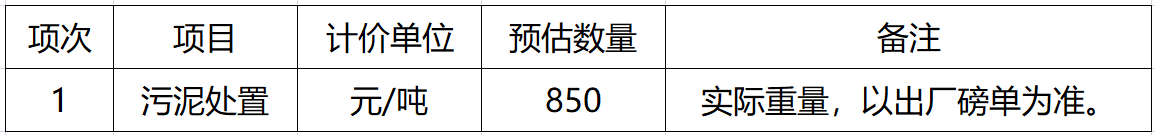 项次 项目 计价单位 预估数量 备注
1 污泥处置 元/吨 850 实际重量，以出厂磅单为准。